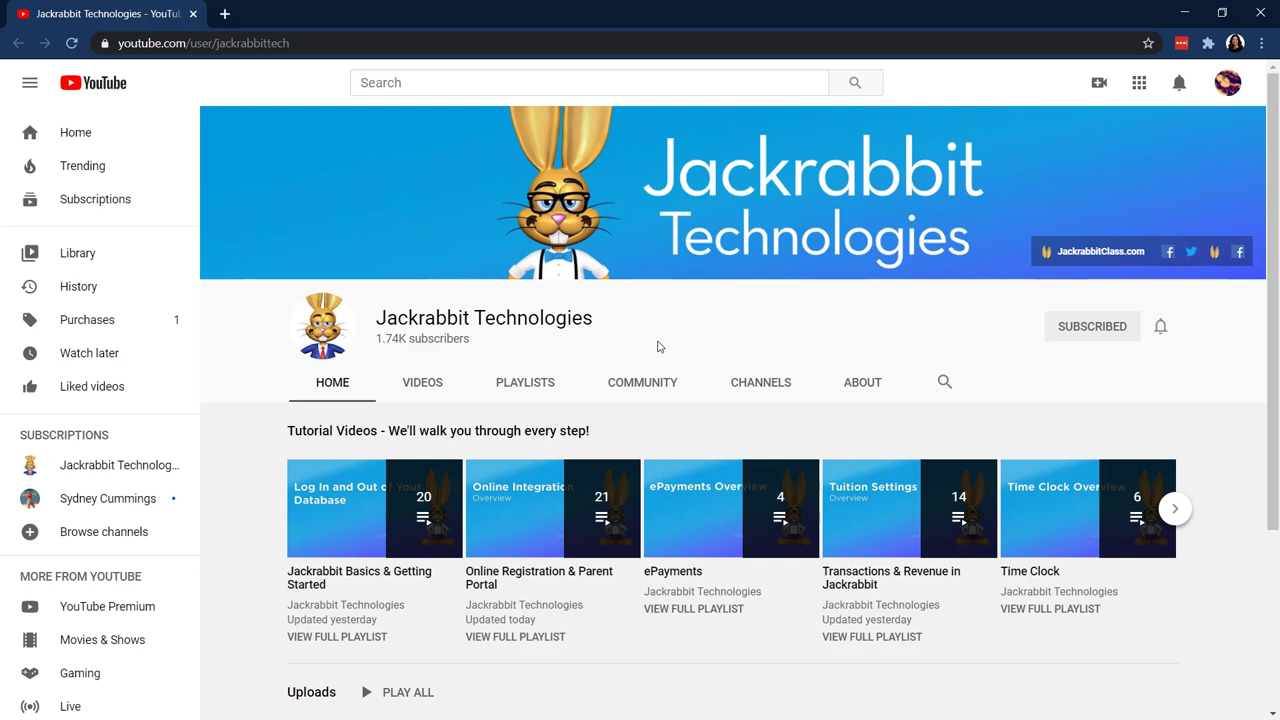 Jackrabbit Technologies - YouTu
youtube.com/user/jackrabbittech
YouTube
Search
Home
Trending
Subscriptions
Library
History
Purchases 1
Watch later
Liked videos
SUBSCRIPTIONS
Jackrabbit Technolog...
Sydney Cummings
Browse channels
MORE FROM YOUTUBE
YouTube Premium
Movies & Shows
Gaming
Live
Jackrabbit
Technologies
JackrabbitClass.com
Jackrabbit Technologies
1.74K subscribers
SUBSCRIBED
HOME VIDEOS PLAYLISTS COMMUNITY CHANNELS ABOUT
Tutorial Videos - We'll walk you through every step!
Log In and Out of Your
Database
20
Jackrabbit Basics & Getting
Started
Jackrabbit Technologies
Updated yesterday
VIEW FULL PLAYLIST
Online Integration
Overview
21
Online Registration & Parent
Portal
Jackrabbit Technologies
Updated today
VIEW FULL PLAYLIST
ePayments Overview
4
ePayments
Jackrabbit Technologies
VIEW FULL PLAYLIST
Tuition Settings
Overview
14
Transactions & Revenue in
Jackrabbit
Jackrabbit Technologies
Updated yesterday
VIEW FULL PLAYLIST
Time Clock Overview
6
Time Clock
Jackrabbit Technologies
VIEW FULL PLAYLIST
Uploads PLAY ALL